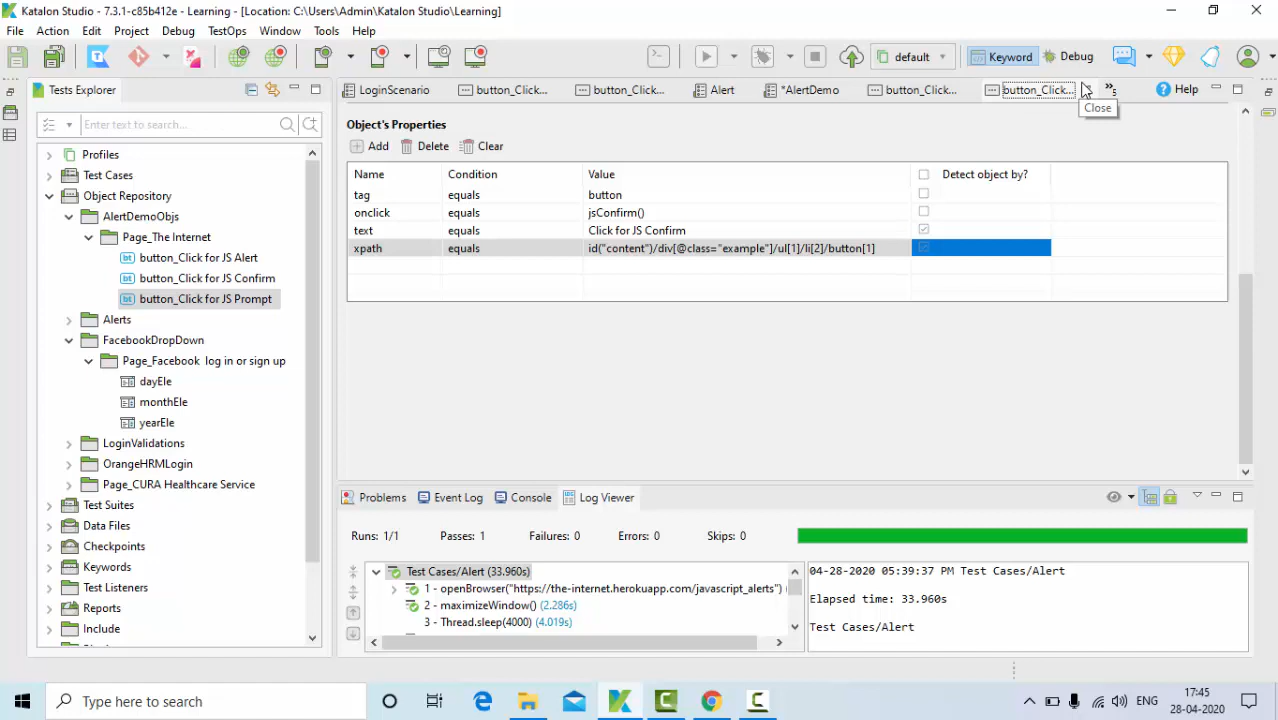 Katalon Studio - 7.3.1-c85b412e - Learning - [Location: C:\Users\Admin\Katalon Studio\Learning]
File Action Edit Project Debug TestOps Window Tools Help
default Keyword Debug
Tests Explorer
LoginScenario button_Click... button_Click... Alert *AlertDemo button_Click... button_Click... »5 Help
Close
Enter text to search...
Profiles
Test Cases
Object Repository
AlertDemoObjs
Page_The Internet
button_Click for JS Alert
button_Click for JS Confirm
button_Click for JS Prompt
Alerts
FacebookDropDown
Page_Facebook log in or sign up
dayEle
monthEle
yearEle
LoginValidations
OrangeHRMLogin
Page_CURA Healthcare Service
Test Suites
Data Files
Checkpoints
Keywords
Test Listeners
Reports
Include
Object's Properties
Add Delete Clear
Name Condition Value Detect object by?
tag equals button
onclick equals jsConfirm()
text equals Click for JS Confirm
xpath equals id("content")/div[@class="example"]/ul[1]/li[2]/button[1]
Problems Event Log Console Log Viewer
Runs: 1/1 Passes: 1 Failures: 0 Errors: 0 Skips: 0
Test Cases/Alert (33.960s)
1 - openBrowser("https://the-internet.herokuapp.com/javascript_alerts") (
2 - maximizeWindow() (2.286s)
3 - Thread.sleep(4000) (4.019s)
04-28-2020 05:39:37 PM Test Cases/Alert
Elapsed time: 33.960s
Test Cases/Alert
Type here to search
ENG
17:45
28-04-2020